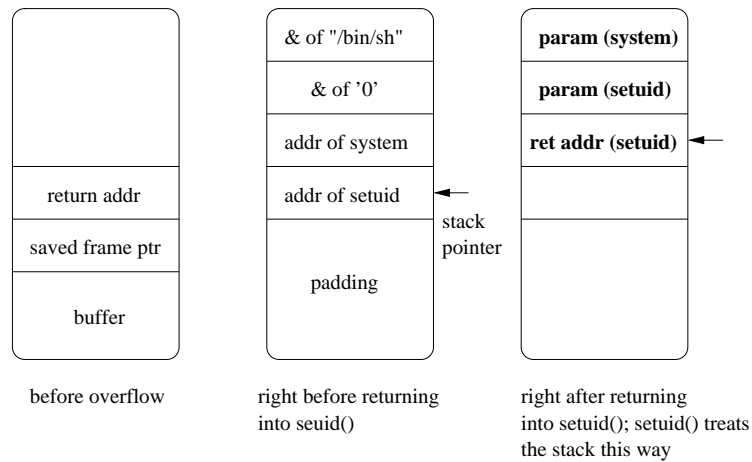 return addr
saved frame ptr
buffer
before overflow
& of "/bin/sh"
& of '0'
addr of system
addr of setuid
stack
pointer
padding
right before returning
into seuid()
param (system)
param (setuid)
ret addr (setuid)
right after returning
into setuid(); setuid() treats
the stack this way